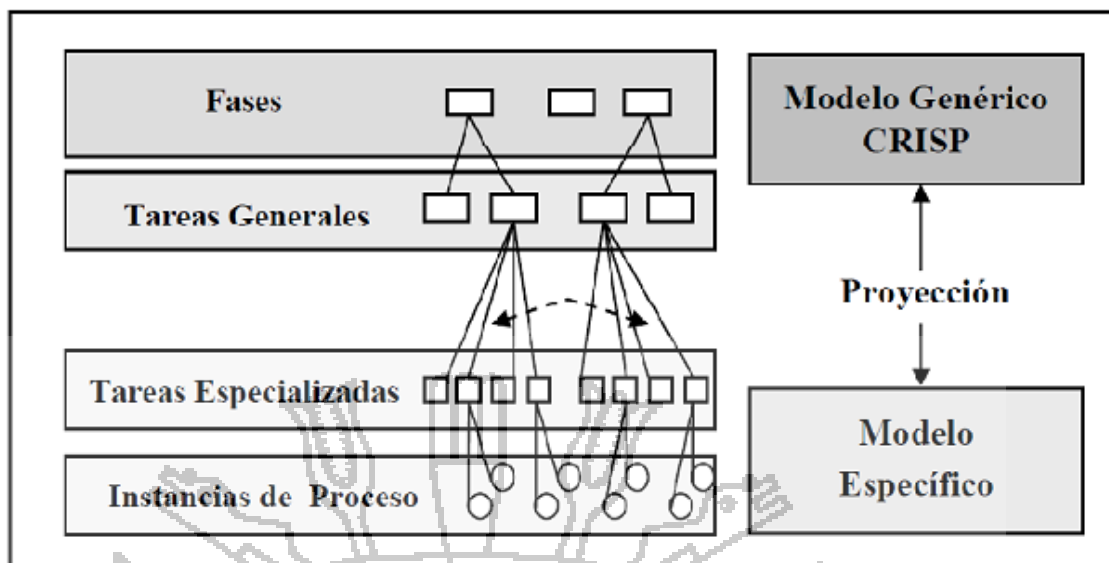 Fases
Modelo Genérico
CRISP
Tareas Generales
Proyección
Tareas Especializadas
Modelo
Específico
Instancias de Proceso